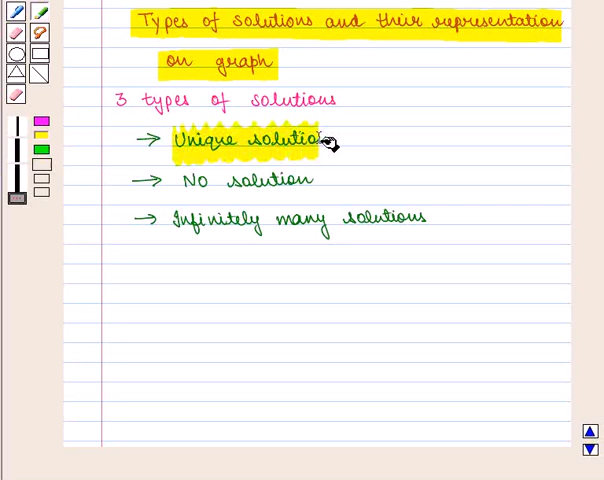 Types of solutions and their representation
on graph
3 types of solutions
→ Unique solution
→ No solution
→ Infinitely many solutions